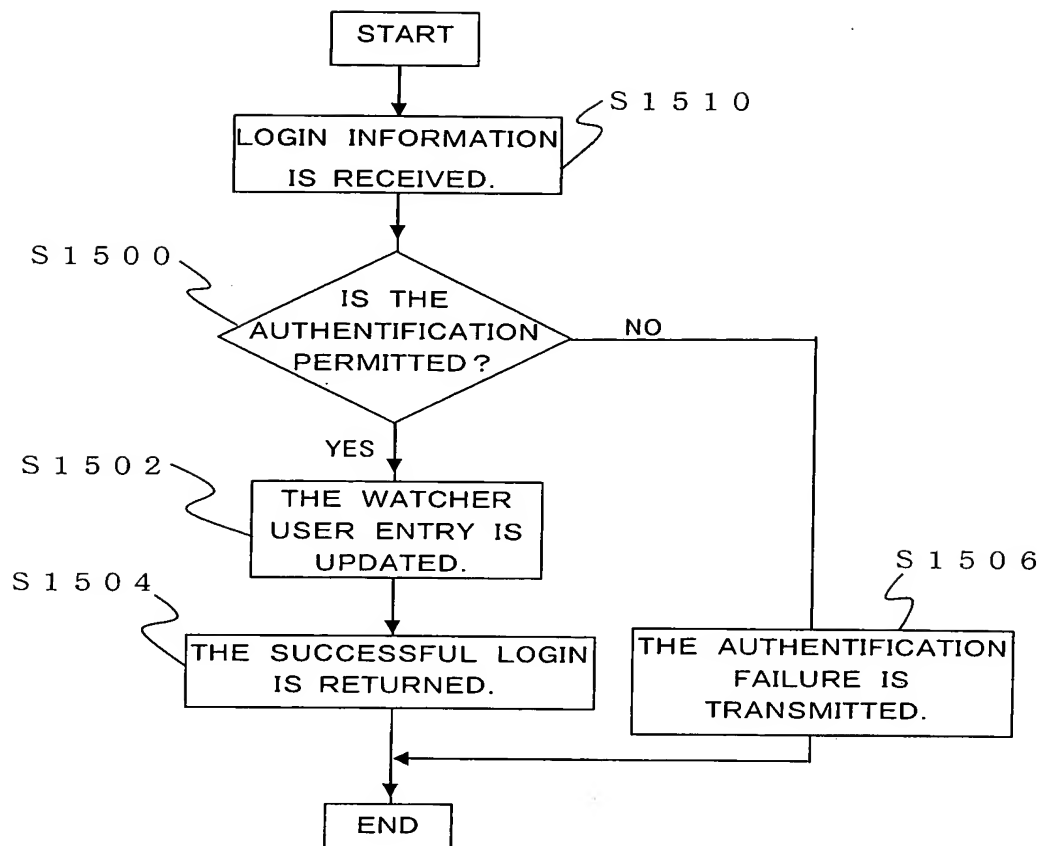 START
S1510
LOGIN INFORMATION
IS RECEIVED.
S1500
IS THE
AUTHENTIFICATION
PERMITTED?
NO
YES
S1502
THE WATCHER
USER ENTRY IS
UPDATED.
S1504
THE SUCCESSFUL LOGIN
IS RETURNED.
S1506
THE AUTHENTIFICATION
FAILURE IS
TRANSMITTED.
END